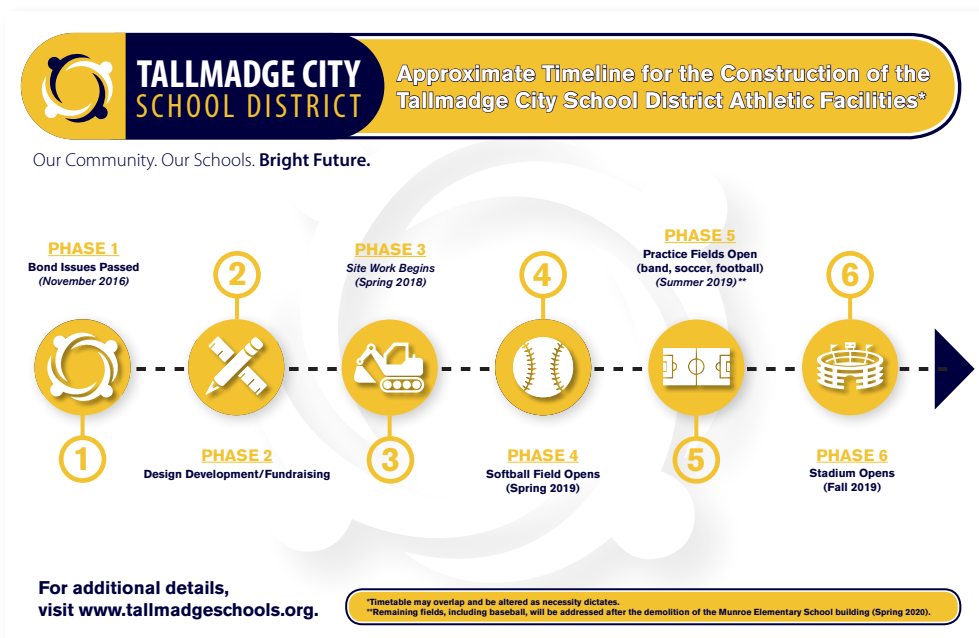 TALLMADGE CITY
SCHOOL DISTRICT
Approximate Timeline for the Construction of the
Tallmadge City School District Athletic Facilities*
Our Community. Our Schools. Bright Future.
PHASE 1
Bond Issues Passed
(November 2016)
1
2
PHASE 2
Design Development/Fundraising
PHASE 3
Site Work Begins
(Spring 2018)
3
4
PHASE 4
Softball Field Opens
(Spring 2019)
PHASE 5
Practice Fields Open
(band, soccer, football)
(Summer 2019)**
5
6
PHASE 6
Stadium Opens
(Fall 2019)
For additional details,
visit www.tallmadgeschools.org.
*Timetable may overlap and be altered as necessity dictates.
**Remaining fields, including baseball, will be addressed after the demolition of the Munroe Elementary School building (Spring 2020).